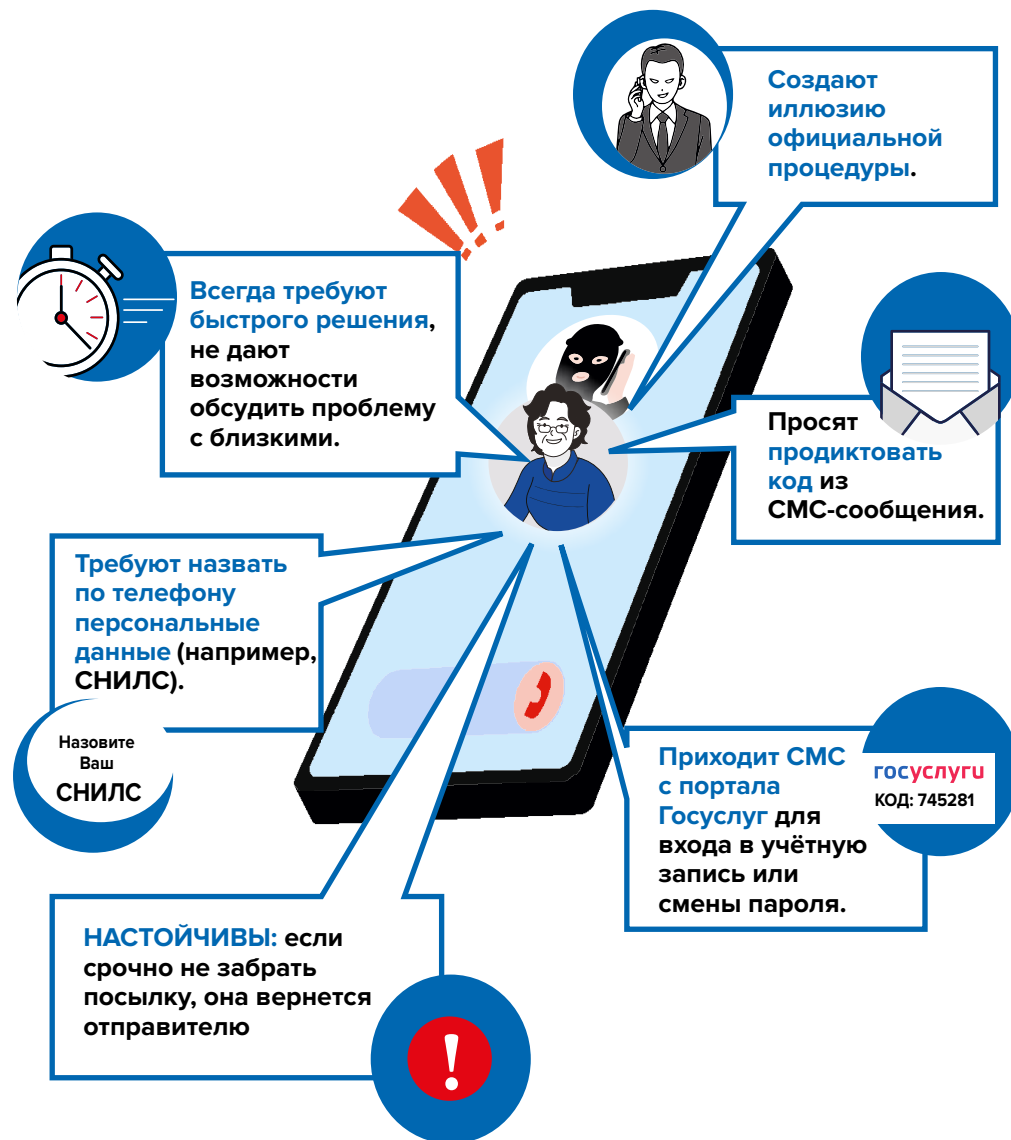 Создают
иллюзию
официальной
процедуры.
Всегда требуют
быстрого решения,
не дают
возможности
обсудить проблему
с близкими.
Просят
продиктовать
код из
СМС-сообщения.
Требуют назвать
по телефону
персональные
данные (например,
СНИЛС).
Назовите
Ваш
СНИЛС
Приходит СМС
с портала
Госуслуг для
входа в учётную
запись или
смены пароля.
госуслуги
КОД: 745281
НАСТОЙЧИВЫ: если
срочно не забрать
посылку, она вернется
отправителю
!